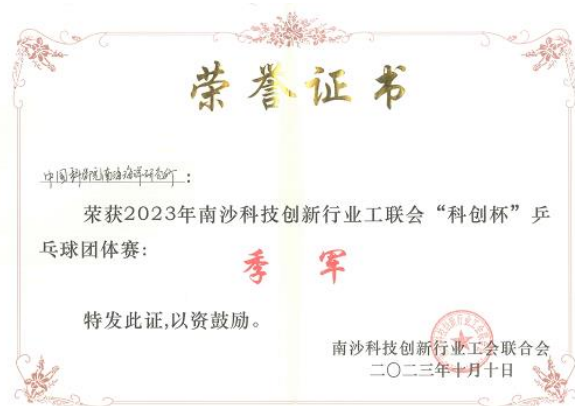 荣誉证书
中国科学院南海海洋研究所：
荣获2023年南沙科技创新行业工联会“科创杯”乒
乓球团体赛:
季军
特发此证,以资鼓励。
南沙科技创新行业工会联合会
二〇二三年十月十日